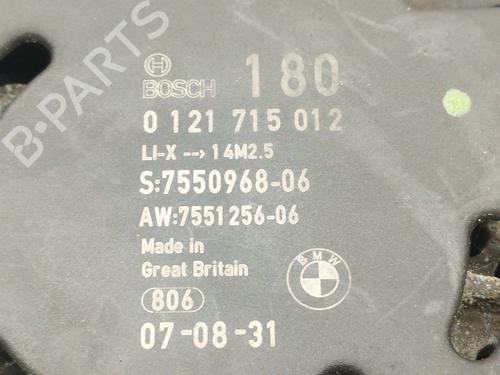 B-PARTS
BOSCH 180
0 121 715 012
LI-X --> 14M2.5
S:7550968-06
AW:7551256-06
Made in
Great Britain
BMW
806
07-08-31